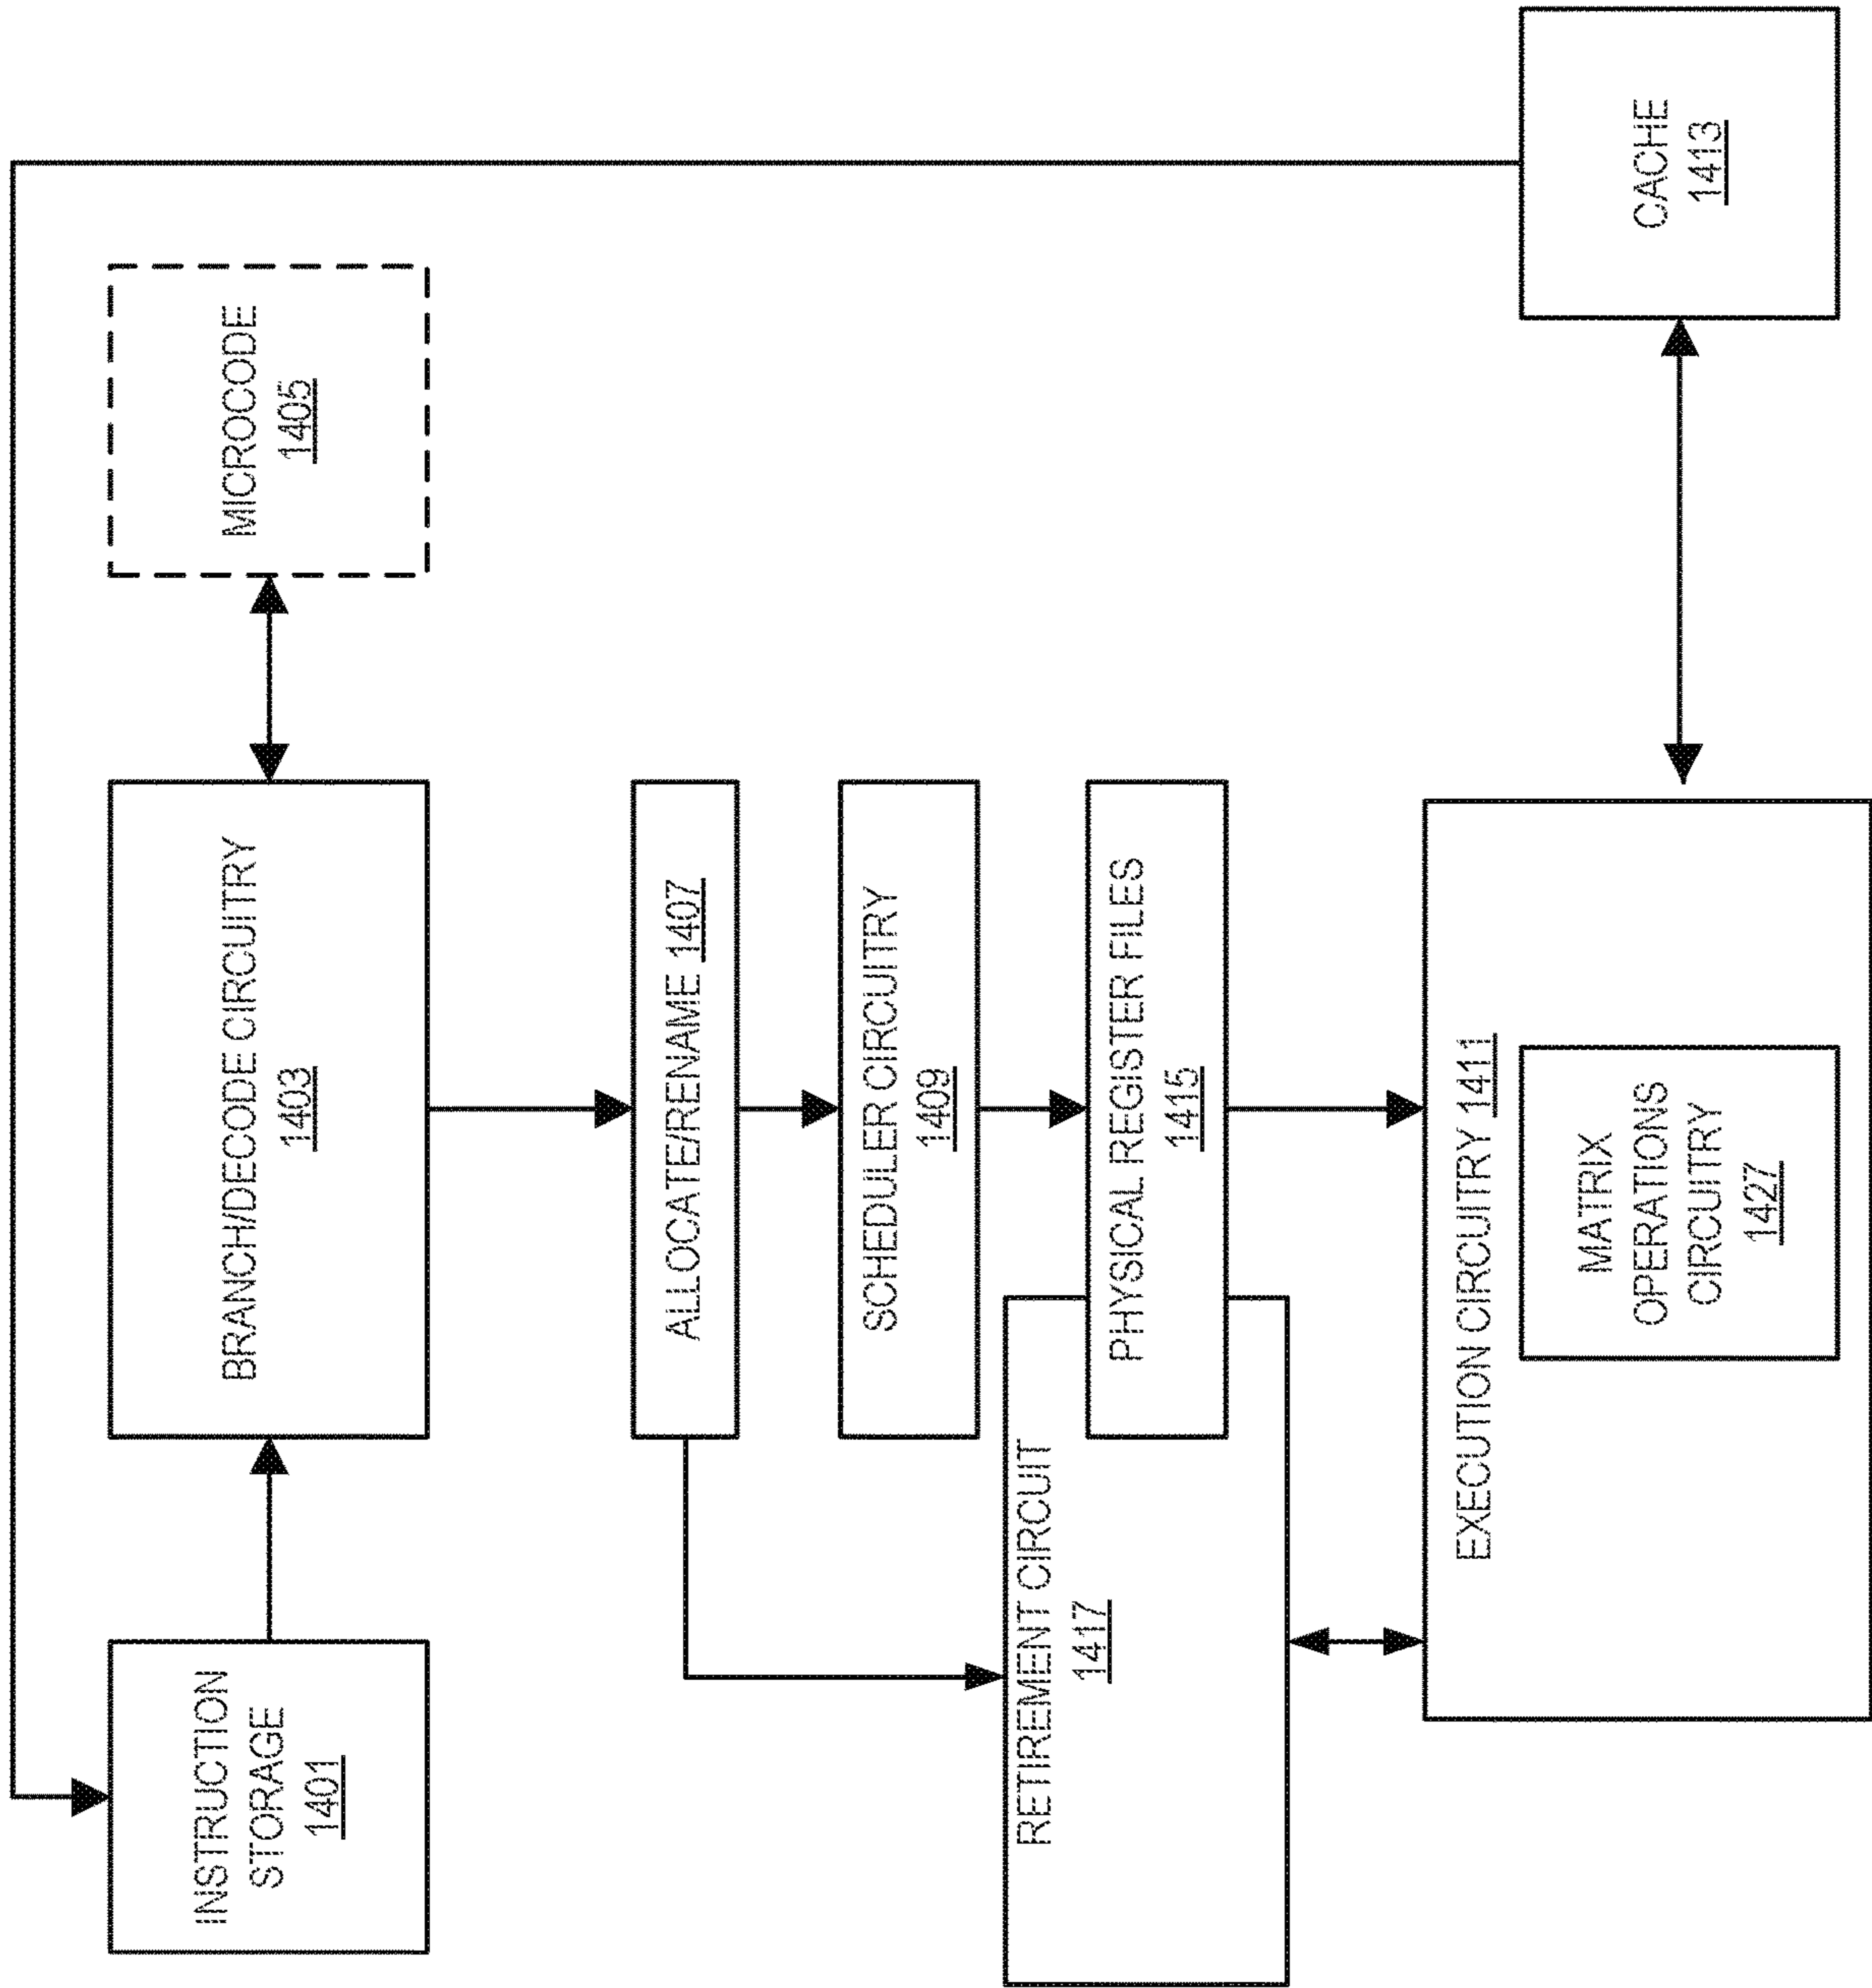 INSTRUCTION
STORAGE
1401
BRANCH/DECODE CIRCUITRY
1403
MICROCODE
1405
ALLOCATE/RENAME 1407
SCHEDULER CIRCUITRY
1409
RETIREMENT CIRCUIT
1417
PHYSICAL REGISTER FILES
1415
EXECUTION CIRCUITRY 1411
MATRIX
OPERATIONS
CIRCUITRY
1427
CACHE
1413